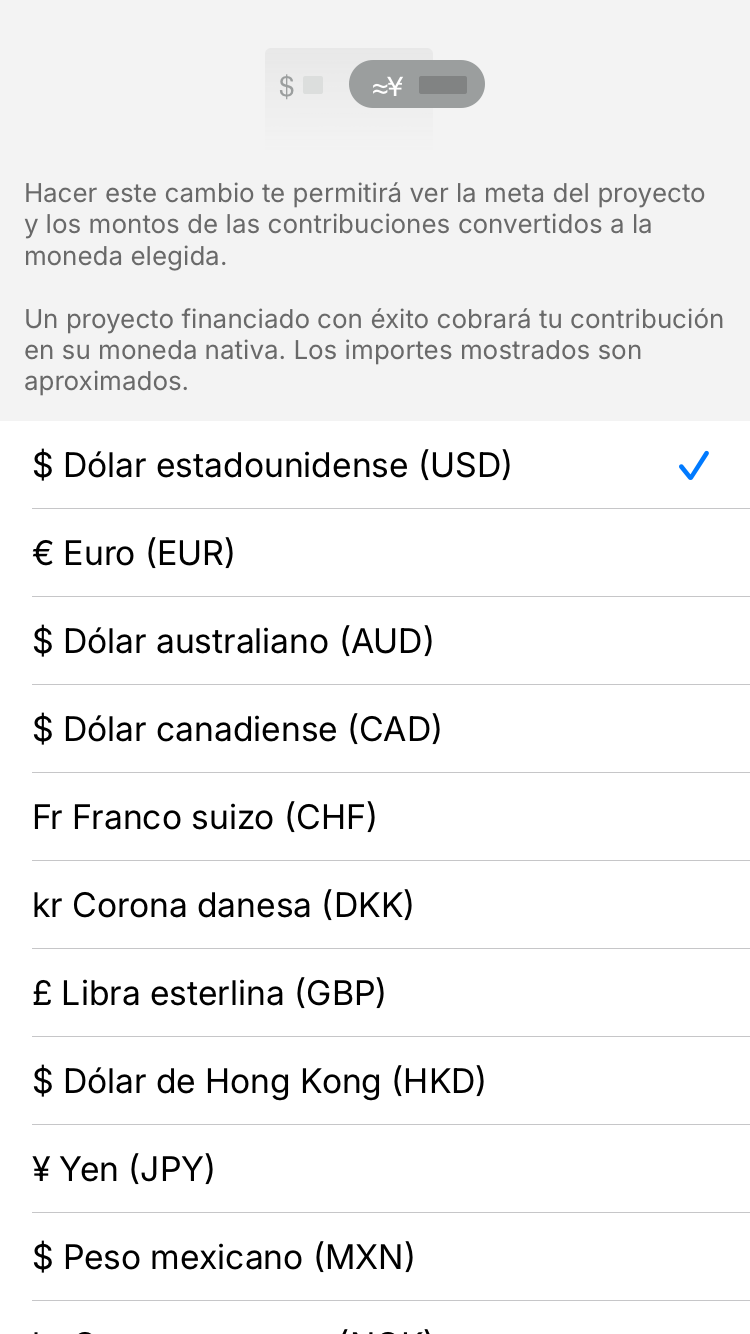 $ ≈¥
Hacer este cambio te permitirá ver la meta del proyecto
y los montos de las contribuciones convertidos a la
moneda elegida.
Un proyecto financiado con éxito cobrará tu contribución
en su moneda nativa. Los importes mostrados son
aproximados.
$ Dólar estadounidense (USD)
€ Euro (EUR)
$ Dólar australiano (AUD)
$ Dólar canadiense (CAD)
Fr Franco suizo (CHF)
kr Corona danesa (DKK)
£ Libra esterlina (GBP)
$ Dólar de Hong Kong (HKD)
¥ Yen (JPY)
$ Peso mexicano (MXN)